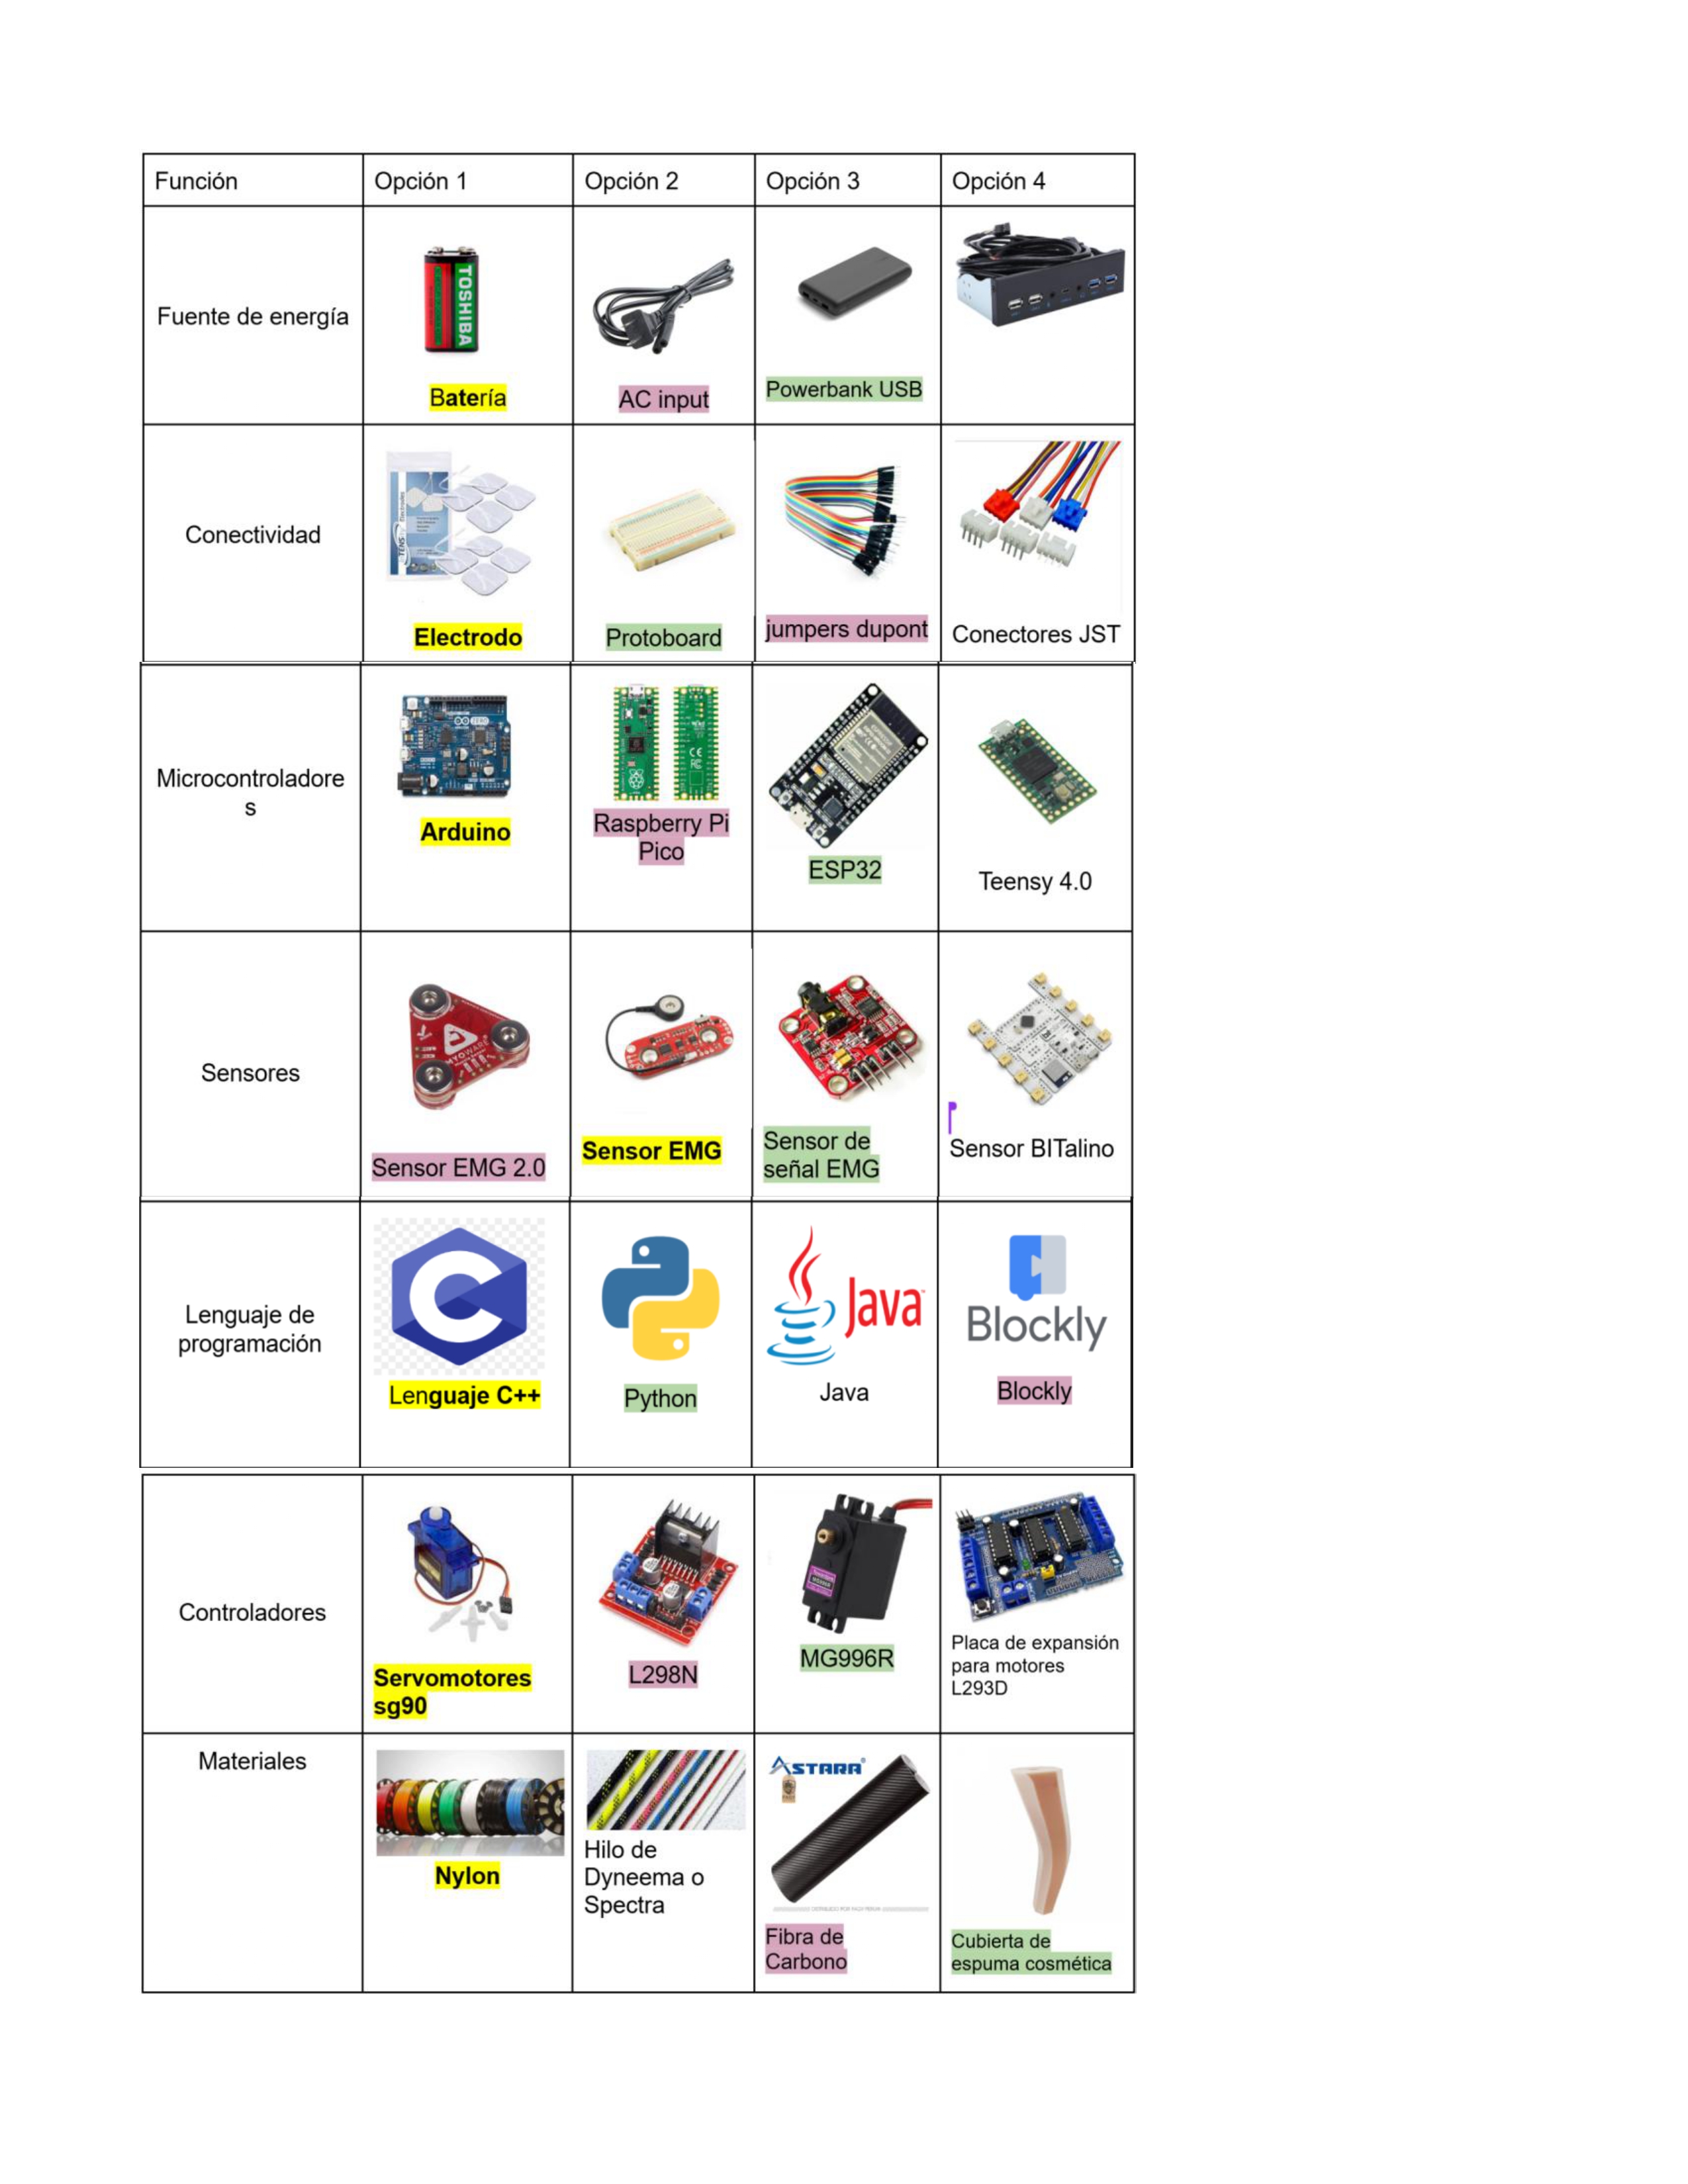 Función
Opción 1
Opción 2
Opción 3
Opción 4
Fuente de energía
TOSHIBA
Batería
AC input
Powerbank USB
Conectividad
TENS
Electrodes
Electrodo
Protoboard
jumpers dupont
Conectores JST
Microcontroladore
s
ZERO
Arduino
Raspberry Pi
Pico
ESP32
Teensy 4.0
Sensores
MYOWARE
Sensor EMG 2.0
Sensor EMG
Sensor de
señal EMG
Sensor BITalino
Lenguaje de
programación
C
Lenguaje C++
Python
Java
Java
Blockly
Blockly
Controladores
Servomotores
sg90
L298N
MG996R
Placa de expansión
para motores
L293D
Materiales
Nylon
Hilo de
Dyneema o
Spectra
ASTARA
Fibra de
Carbono
Cubierta de
espuma cosmética